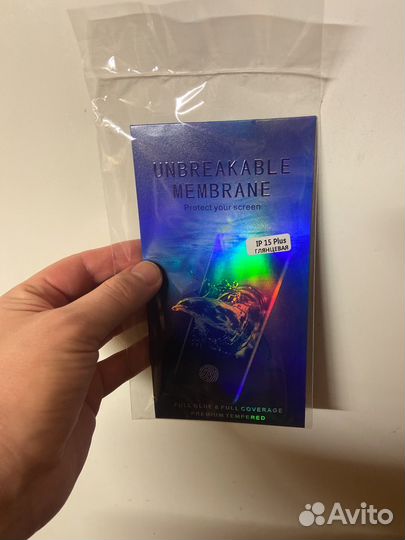 UNBREAKABLE
MEMBRANE
Protect your screen
IP 15 Plus
ГЛЯНЦЕВАЯ
FULL GLUE & FULL COVERAGE
PREMIUM TEMPERED
Avito